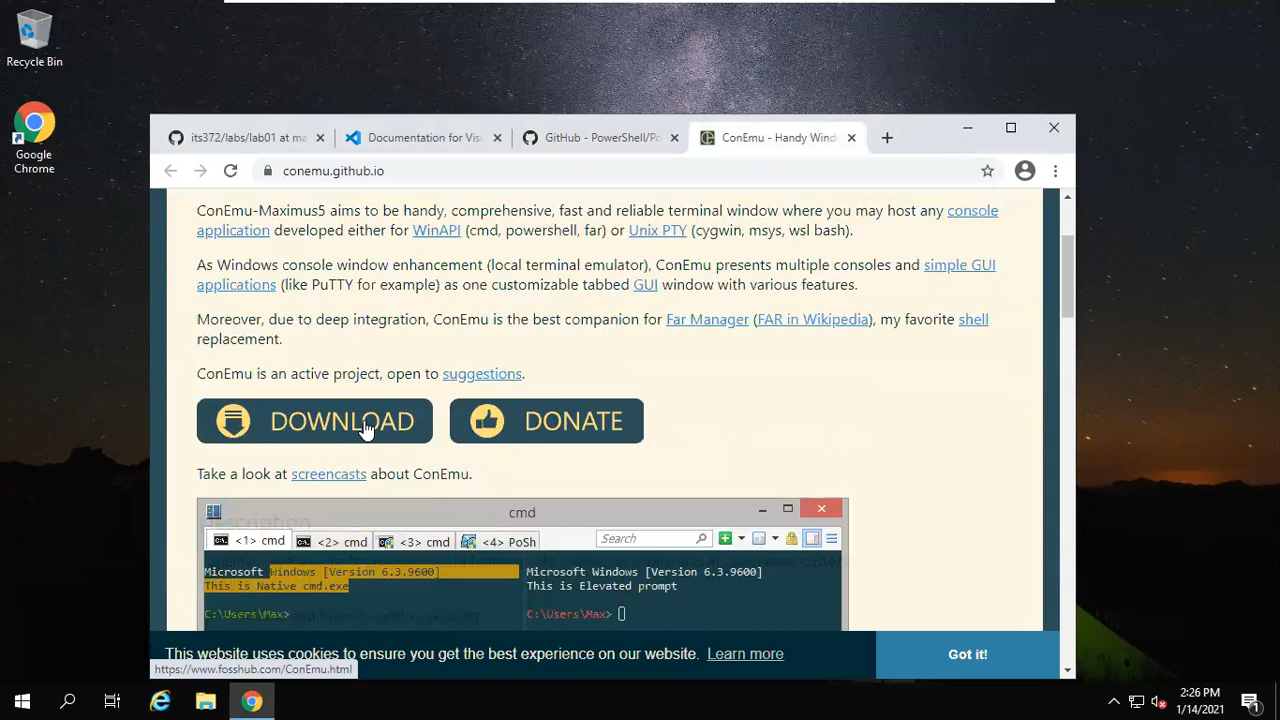 Recycle Bin
Google
Chrome
its372/labs/lab01 at ma
Documentation for Visu
GitHub - PowerShell/Po
ConEmu - Handy Wind
conemu.github.io
ConEmu-Maximus5 aims to be handy, comprehensive, fast and reliable terminal window where you may host any console
application developed either for WinAPI (cmd, powershell, far) or Unix PTY (cygwin, msys, wsl bash).
As Windows console window enhancement (local terminal emulator), ConEmu presents multiple consoles and simple GUI
applications (like PuTTY for example) as one customizable tabbed GUI window with various features.
Moreover, due to deep integration, ConEmu is the best companion for Far Manager (FAR in Wikipedia), my favorite shell
replacement.
ConEmu is an active project, open to suggestions.
DOWNLOAD DONATE
Take a look at screencasts about ConEmu.
cmd
Description
<1> cmd <2> cmd <3> cmd <4> PoSh Search
Microsoft Windows [Version 6.3.9600] Microsoft Windows [Version 6.3.9600]
This is Native cmd.exe This is Elevated prompt
C:\Users\Max> C:\Users\Max>
This website uses cookies to ensure you get the best experience on our website. Learn more Got it!
https://www.fosshub.com/ConEmu.html
2:26 PM
1/14/2021
1